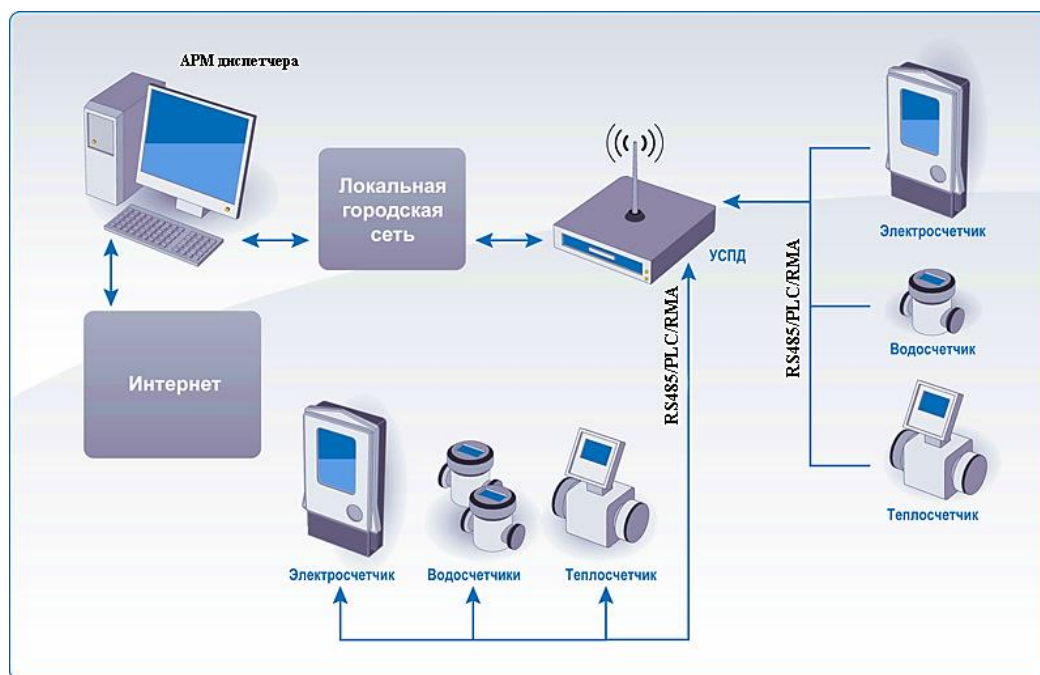 АРМ диспетчера
Локальная
городская
сеть
УСПД
Электросчетчик
RS485/PLC/RMA
RS485/PLC/RMA
Водосчетчик
Интернет
Теплосчетчик
Электросчетчик
Водосчетчики
Теплосчетчик